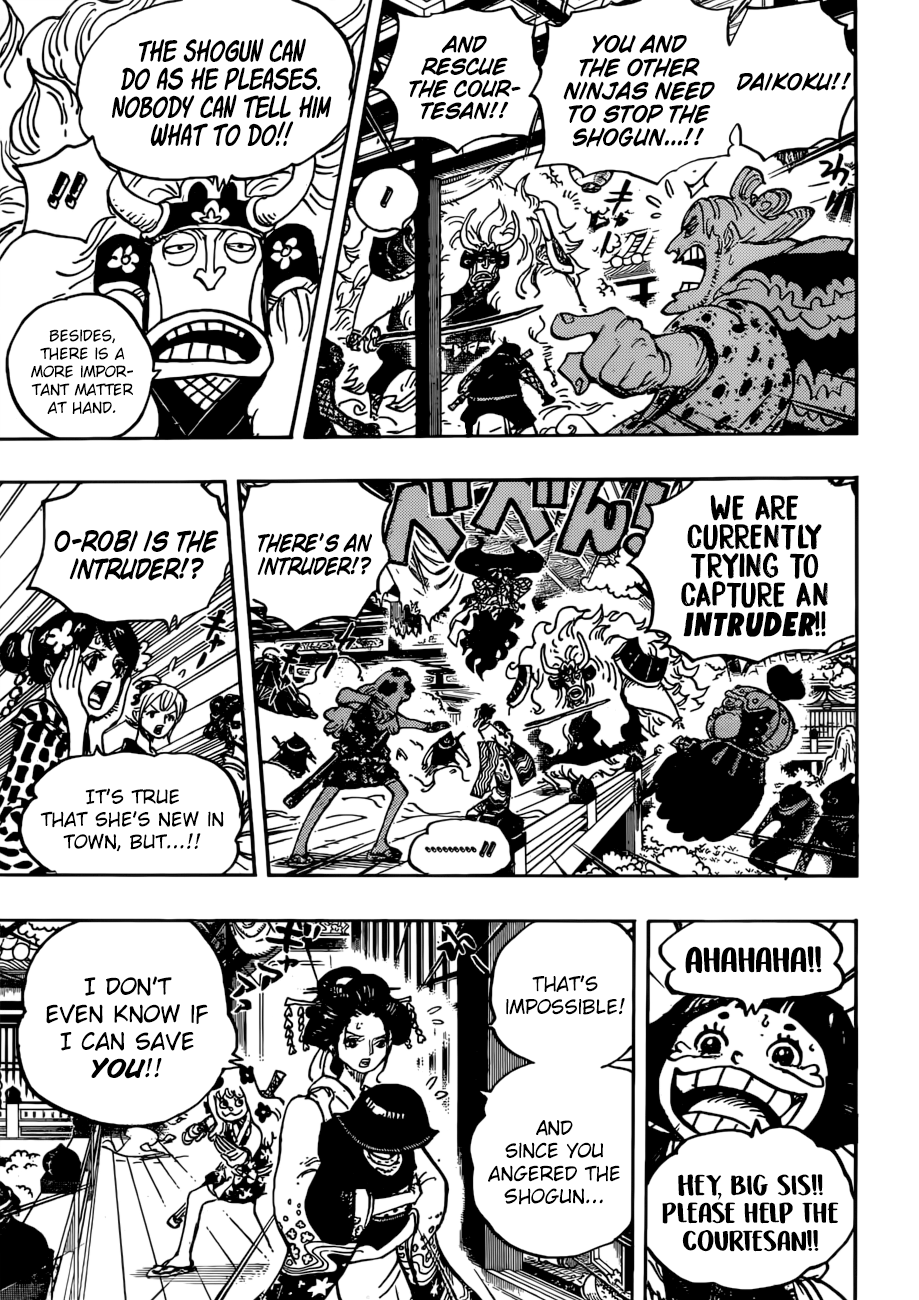 DAIKOKU!!
YOU AND
THE OTHER
NINJAS NEED
TO STOP THE
SHOGUN...!!
AND
RESCUE
THE COUR-
TESAN!!
THE SHOGUN CAN
DO AS HE PLEASES.
NOBODY CAN TELL HIM
WHAT TO DO!!
!!
BESIDES,
THERE IS A
MORE IMPOR-
TANT MATTER
AT HAND.
WE ARE
CURRENTLY
TRYING TO
CAPTURE AN
INTRUDER!!
ベベん!
THERE'S AN
INTRUDER!?
...........!!
O-ROBI IS THE
INTRUDER!?
IT'S TRUE
THAT SHE'S NEW IN
TOWN, BUT...!!
AHAHAHA!!
HEY, BIG SIS!!
PLEASE HELP THE
COURTESAN!!
THAT'S
IMPOSSIBLE!
AND
SINCE YOU
ANGERED THE
SHOGUN...
I DON'T
EVEN KNOW IF
I CAN SAVE
YOU!!